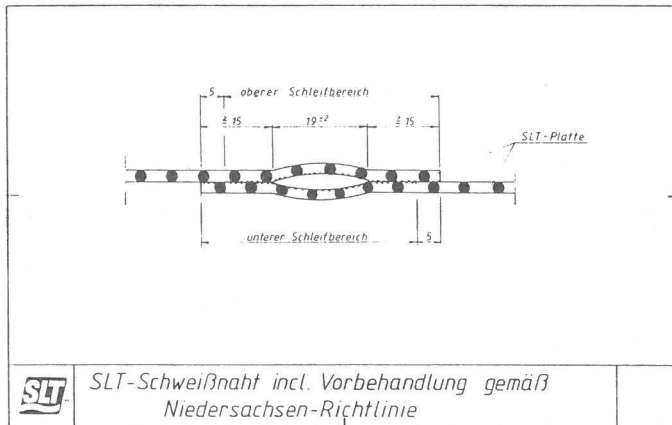 5 oberer Schleifbereich
≥ 15 19±2 ≥ 15
SLT-Platte
unterer Schleifbereich 5
SLT
SLT-Schweißnaht incl. Vorbehandlung gemäß
Niedersachsen-Richtlinie